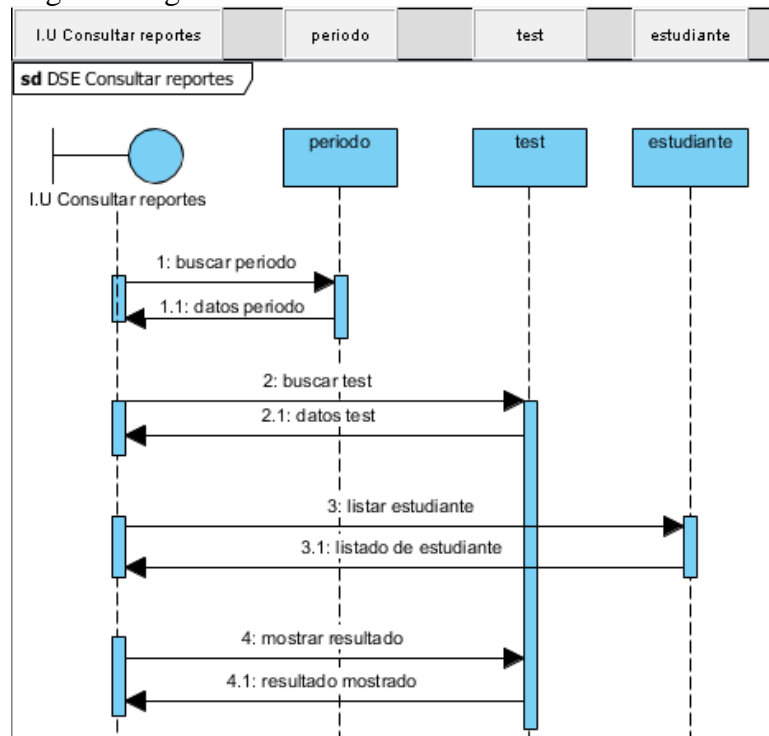 I.U Consultar reportes periodo test estudiante
sd DSE Consultar reportes
periodo test estudiante
I.U Consultar reportes
1: buscar periodo
1.1: datos periodo
2: buscar test
2.1: datos test
3: listar estudiante
3.1: listado de estudiante
4: mostrar resultado
4.1: resultado mostrado